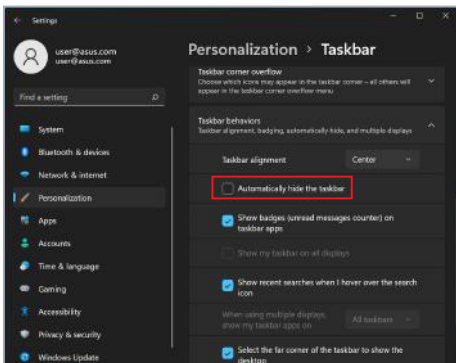 Settings
user@asus.com
user@asus.com
Find a setting
System
Bluetooth & devices
Network & internet
Personalization
Apps
Accounts
Time & language
Gaming
Accessibility
Privacy & security
Windows Update
Personalization > Taskbar
Taskbar corner overflow
Choose which icons may appear in the taskbar corner – all others will
appear in the taskbar corner overflow menu
Taskbar behaviors
Taskbar alignment, badging, automatically hide, and multiple displays
Taskbar alignment
Center
Automatically hide the taskbar
Show badges (unread messages counter) on
taskbar apps
Show my taskbar on all displays
Show recent searches when I hover over the search
icon
When using multiple displays,
show my taskbar apps on
All taskbars
Select the far corner of the taskbar to show the
desktop